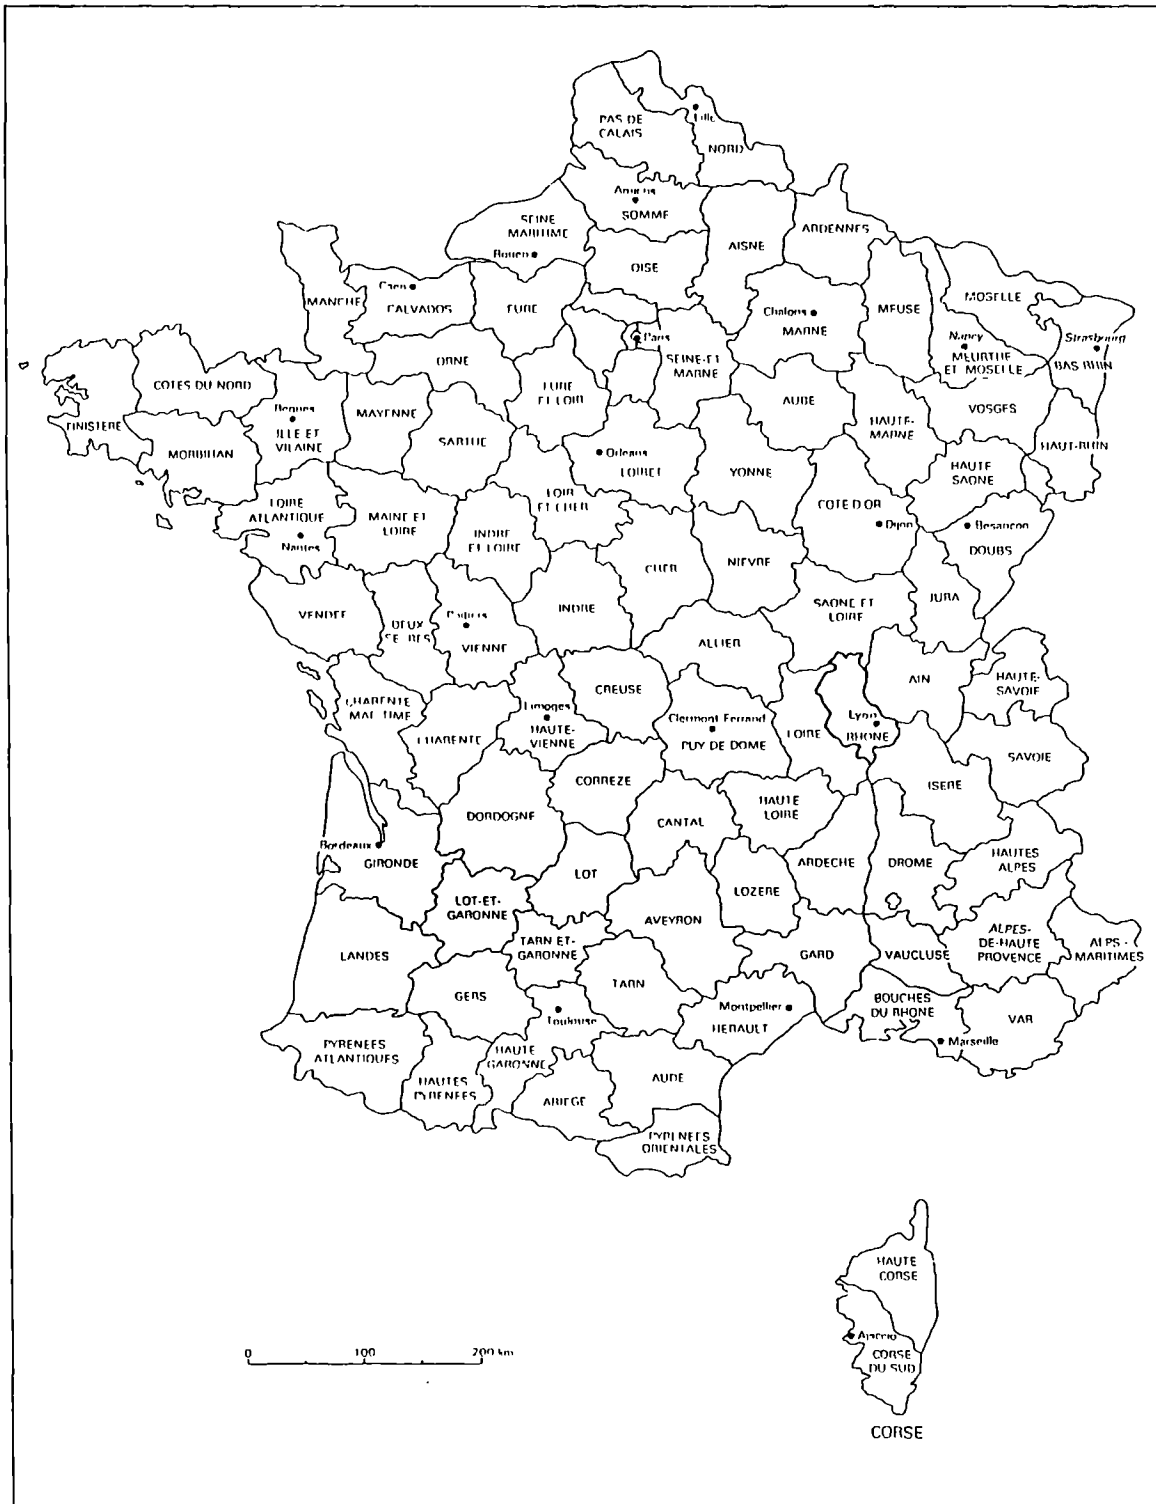 PAS DE
CALAIS
Lille
NORD
Amiens
SOMME
SEINE
MARITIME
Rouen
AISNE
ARDENNES
OISE
MANCHE
Caen
CALVADOS
EURE
Chalons
MARNE
MEUSE
MOSELLE
Nancy
MEURTHE
ET MOSELLE
Strasbourg
BAS RHIN
Paris
SEINE-ET
MARNE
ORNE
COTES DU NORD
FINISTERE
Rennes
ILLE ET
VILAINE
MORBIHAN
MAYENNE
SARTHE
EURE
ET LOIR
AUBE
HAUTE-
MARNE
VOSGES
HAUT-RHIN
Orleans
LOIRET
YONNE
HAUTE
SAONE
LOIRE
ATLANTIQUE
Nantes
MAINE ET
LOIRE
LOIR
ET CHER
INDRE
ET LOIRE
COTE D'OR
Dijon
Besancon
DOUBS
CHER
NIEVRE
VENDEE
DEUX
SEVRES
Poitiers
VIENNE
INDRE
SAONE ET
LOIRE
JURA
ALLIER
CHARENTE
MARITIME
CHARENTE
Limoges
HAUTE-
VIENNE
CREUSE
Clermont Ferrand
PUY DE DOME
LOIRE
Lyon
RHONE
AIN
HAUTE-
SAVOIE
SAVOIE
ISERE
DORDOGNE
CORREZE
CANTAL
HAUTE
LOIRE
Bordeaux
GIRONDE
LOT-ET-
GARONNE
LOT
AVEYRON
LOZERE
ARDECHE
DROME
HAUTES
ALPES
LANDES
TARN ET-
GARONNE
GERS
TARN
GARD
VAUCLUSE
ALPES-
DE-HAUTE
PROVENCE
ALPS -
MARITIMES
Toulouse
Montpellier
HERAULT
BOUCHES
DU RHONE
Marseille
VAR
PYRENEES
ATLANTIQUES
HAUTES
PYRENEES
HAUTE
GARONNE
ARIEGE
AUDE
PYRENEES
ORIENTALES
HAUTE
CORSE
Ajaccio
CORSE
DU SUD
CORSE
0 100 200 km